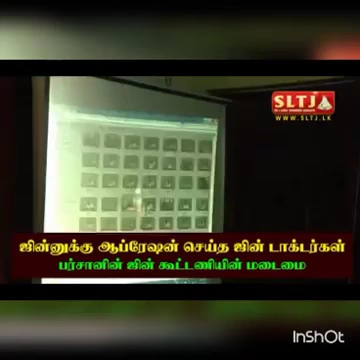 SLTJ
WWW.SLTJ.LK
ஜின்னுக்கு ஆப்ரேஷன் செய்த ஜின் டாக்டர்கள்
பர்சானின் ஜின் கூட்டணியின் மடைமை
InShOt